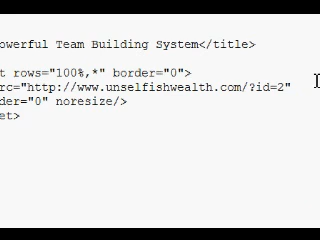 owerful Team Building System</title>
t rows="100%,*" border="0">
rc="http://www.unselfishwealth.com/?id=2"
der="0" noresize/>
et>